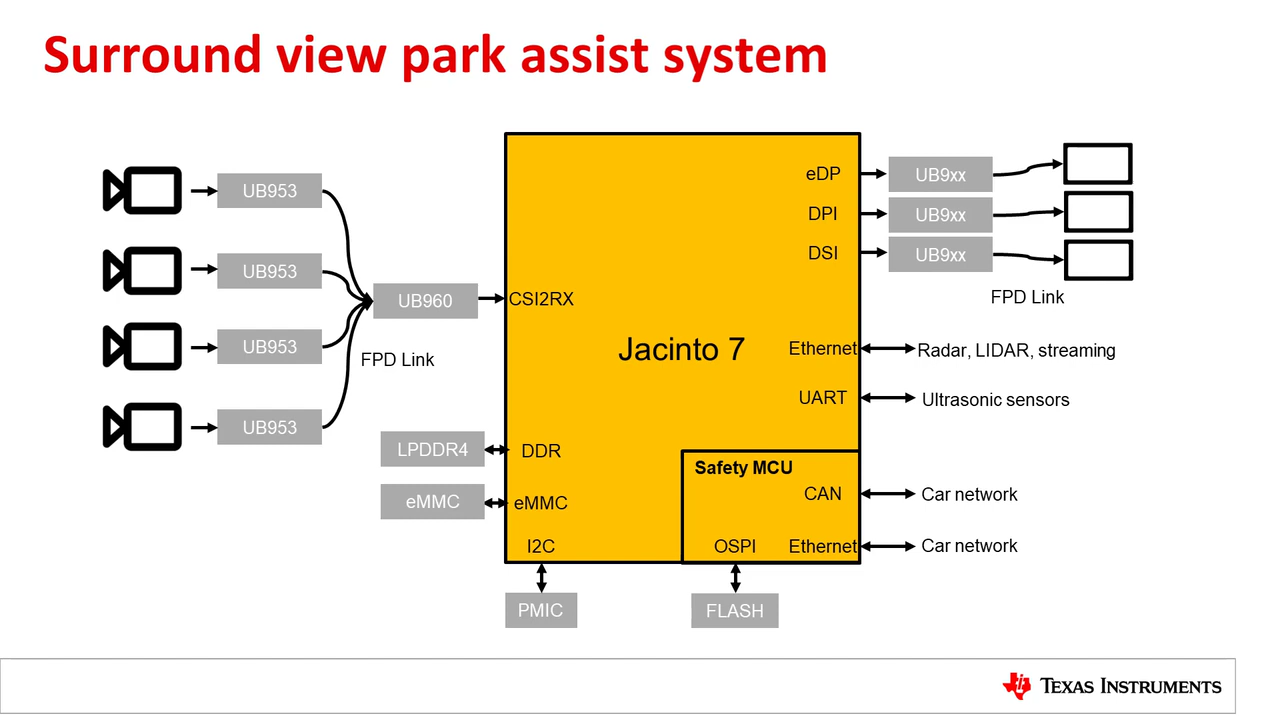 Surround view park assist system
UB953
UB953
UB953
UB953
UB960
FPD Link
LPDDR4
eMMC
CSI2RX
DDR
eMMC
I2C
Jacinto 7
eDP
DPI
DSI
Ethernet
UART
Safety MCU
CAN
OSPI
Ethernet
UB9xx
UB9xx
UB9xx
FPD Link
Radar, LIDAR, streaming
Ultrasonic sensors
Car network
Car network
PMIC
FLASH
TEXAS INSTRUMENTS